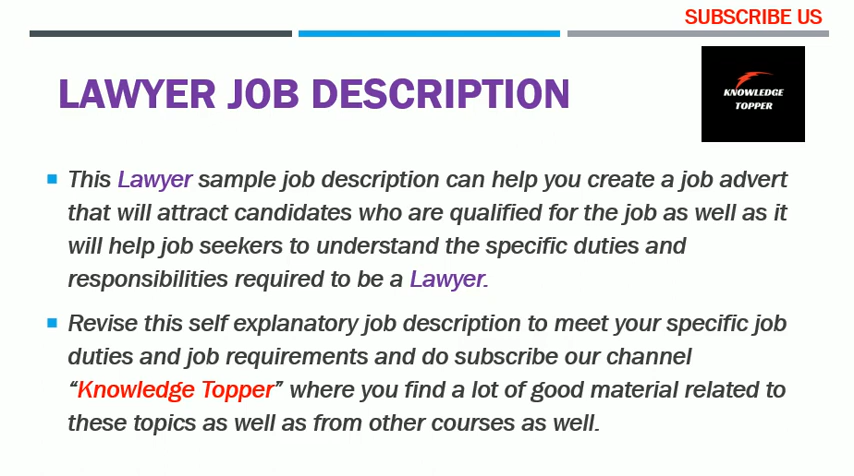 SUBSCRIBE US
LAWYER JOB DESCRIPTION
KNOWLEDGE
TOPPER
This Lawyer sample job description can help you create a job advert
that will attract candidates who are qualified for the job as well as it
will help job seekers to understand the specific duties and
responsibilities required to be a Lawyer.
Revise this self explanatory job description to meet your specific job
duties and job requirements and do subscribe our channel
“Knowledge Topper” where you find a lot of good material related to
these topics as well as from other courses as well.